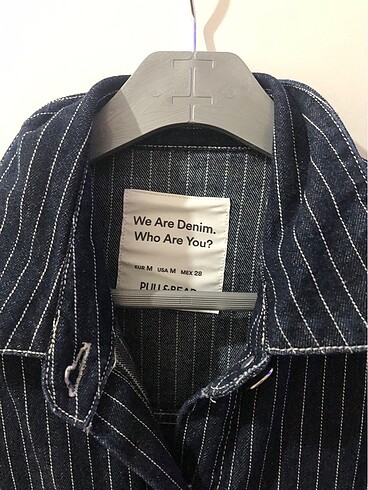 We Are Denim.
Who Are You?
EUR M USA M MEX 28
PULL&BEAR